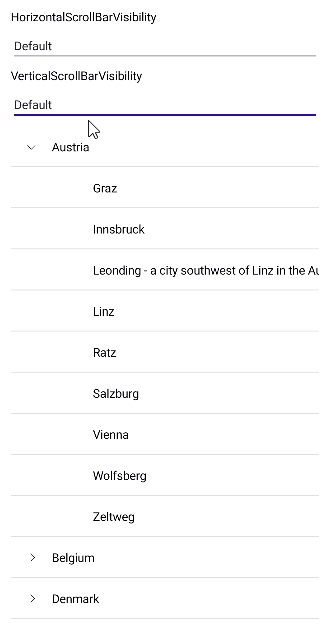 HorizontalScrollBarVisibility
Default
VerticalScrollBarVisibility
Default
Austria
Graz
Innsbruck
Leonding - a city southwest of Linz in the Au
Linz
Ratz
Salzburg
Vienna
Wolfsberg
Zeltweg
Belgium
Denmark